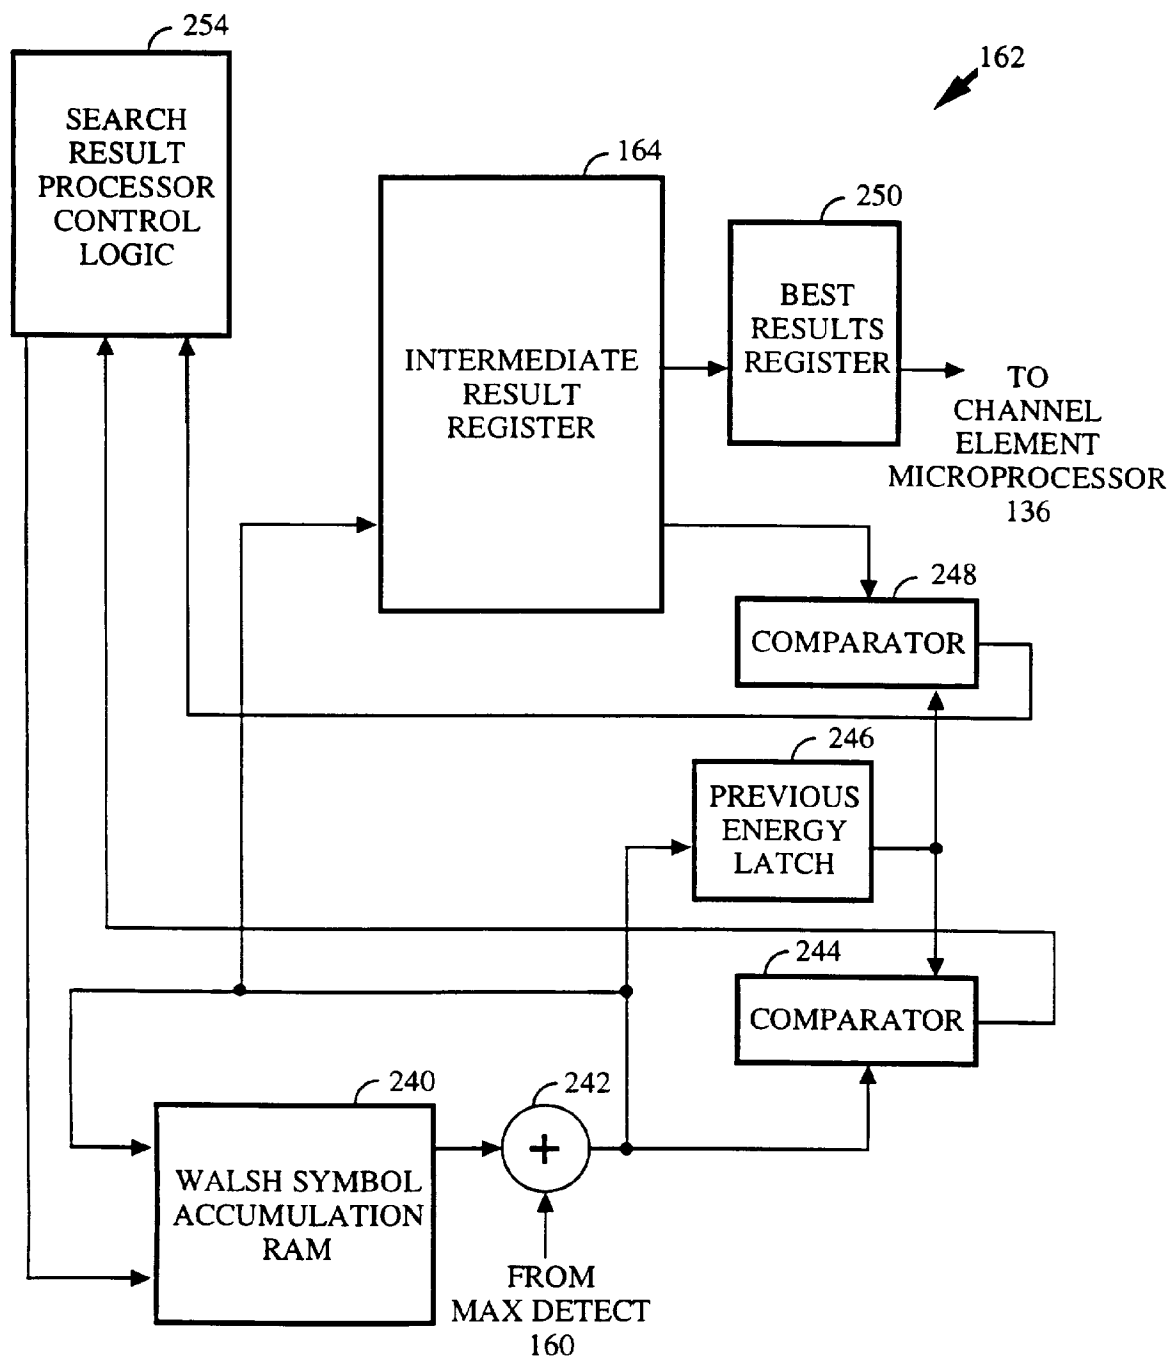 254
162
SEARCH
RESULT
PROCESSOR
CONTROL
LOGIC
164
250
INTERMEDIATE
RESULT
REGISTER
BEST
RESULTS
REGISTER
TO
CHANNEL
ELEMENT
MICROPROCESSOR
136
248
COMPARATOR
246
PREVIOUS
ENERGY
LATCH
244
COMPARATOR
240
242
+
WALSH SYMBOL
ACCUMULATION
RAM
FROM
MAX DETECT
160